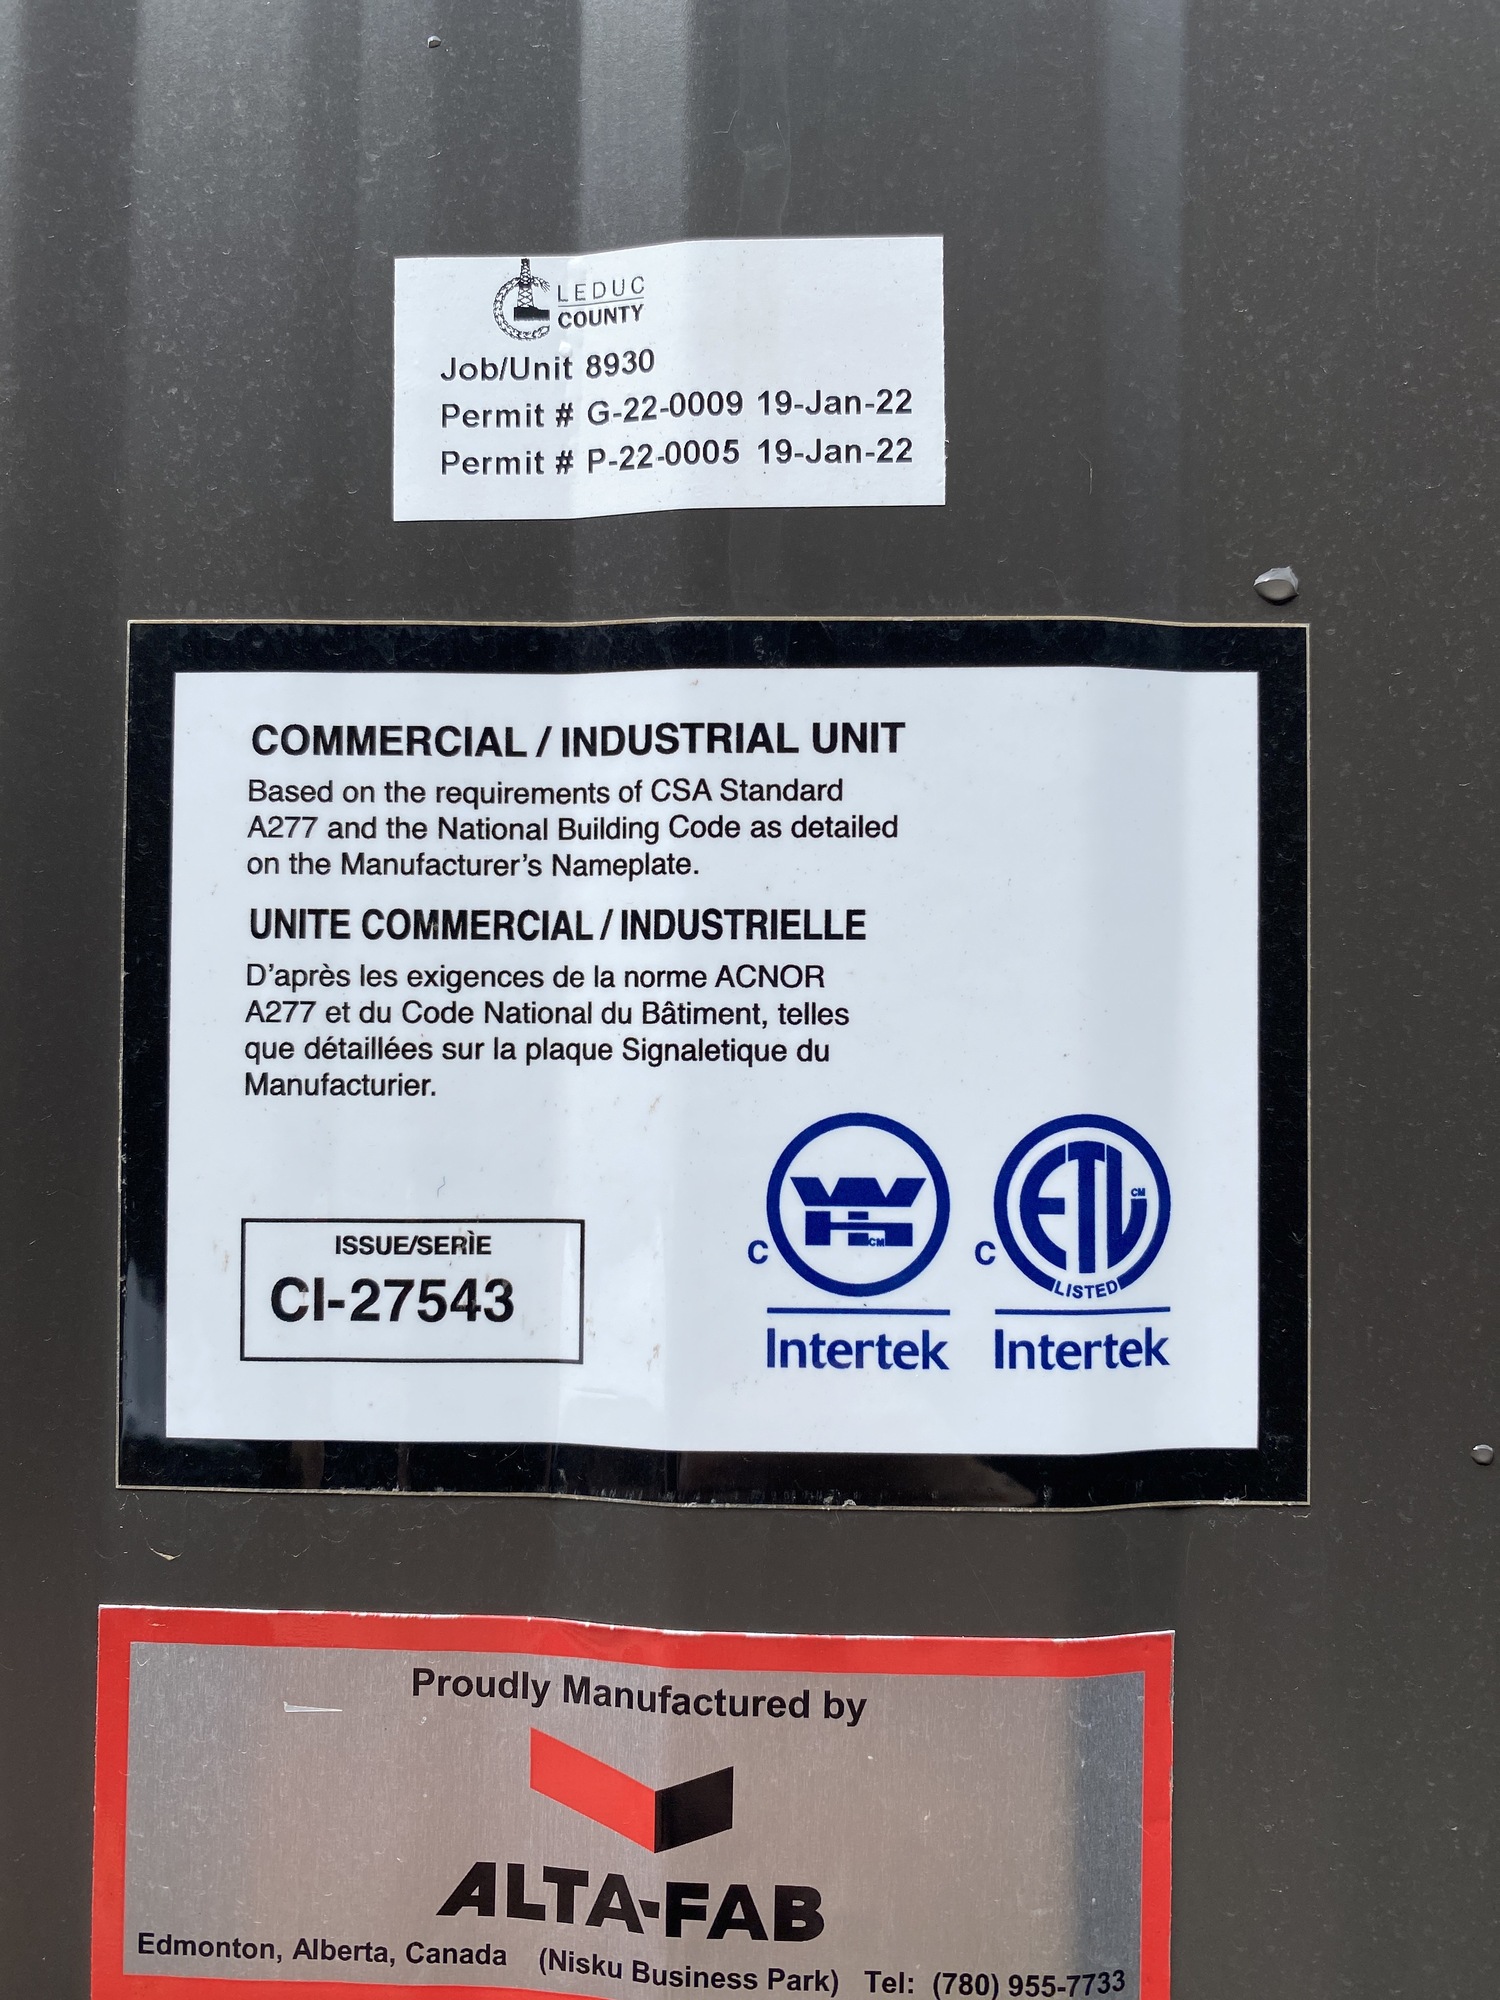 LEDUC
COUNTY
Job/Unit 8930
Permit # G-22-0009 19-Jan-22
Permit # P-22-0005 19-Jan-22
COMMERCIAL / INDUSTRIAL UNIT
Based on the requirements of CSA Standard
A277 and the National Building Code as detailed
on the Manufacturer's Nameplate.
UNITE COMMERCIAL / INDUSTRIELLE
D'après les exigences de la norme ACNOR
A277 et du Code National du Bâtiment, telles
que détaillées sur la plaque Signaletique du
Manufacturier.
ISSUE/SERÌE
CI-27543
C WH CM
Intertek
C ETL CM
LISTED
Intertek
Proudly Manufactured by
ALTA-FAB
Edmonton, Alberta, Canada (Nisku Business Park) Tel: (780) 955-7733